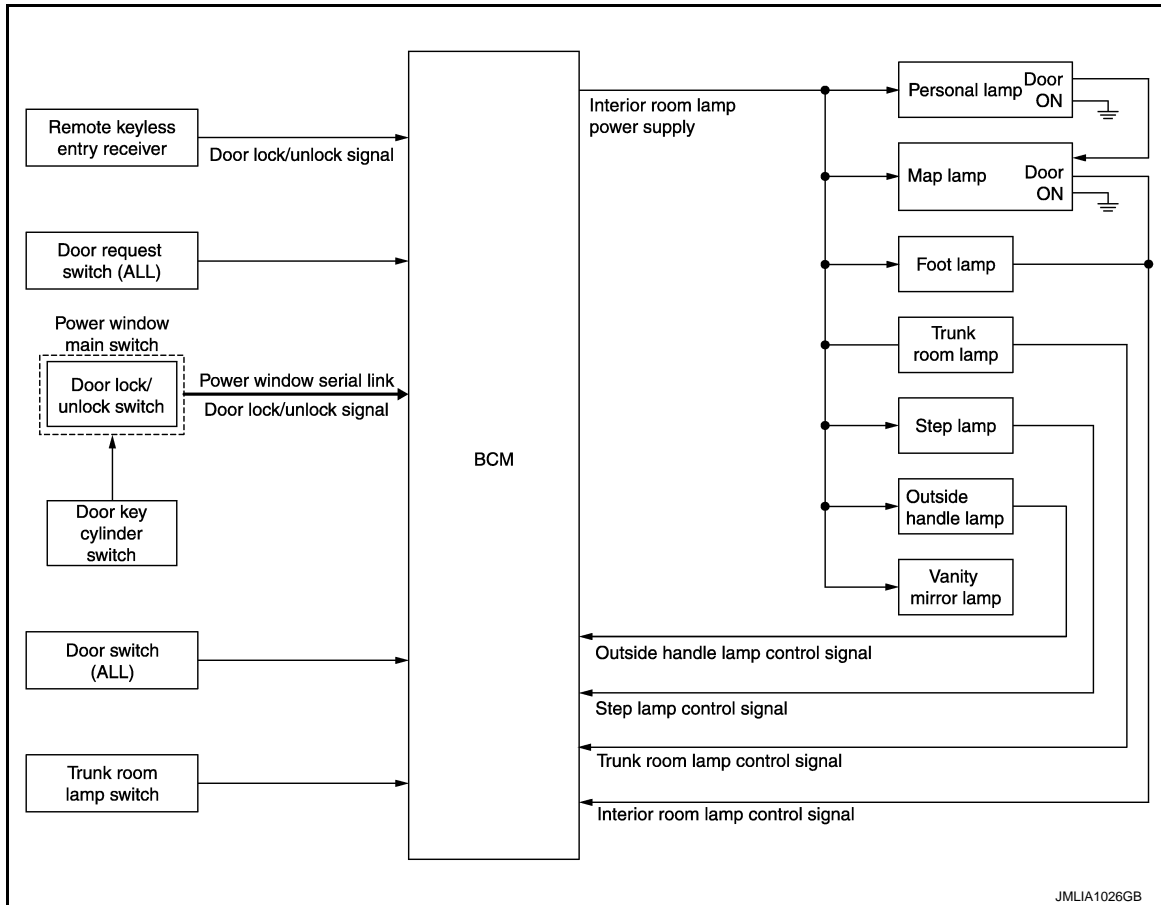 Remote keyless
entry receiver
Door lock/unlock signal
Door request
switch (ALL)
Power window
main switch
Door lock/
unlock switch
Power window serial link
Door lock/unlock signal
Door key
cylinder
switch
Door switch
(ALL)
Trunk room
lamp switch
BCM
Interior room lamp
power supply
Personal lamp
Door
ON
Map lamp
Door
ON
Foot lamp
Trunk
room lamp
Step lamp
Outside
handle lamp
Vanity
mirror lamp
Outside handle lamp control signal
Step lamp control signal
Trunk room lamp control signal
Interior room lamp control signal
JMLIA1026GB